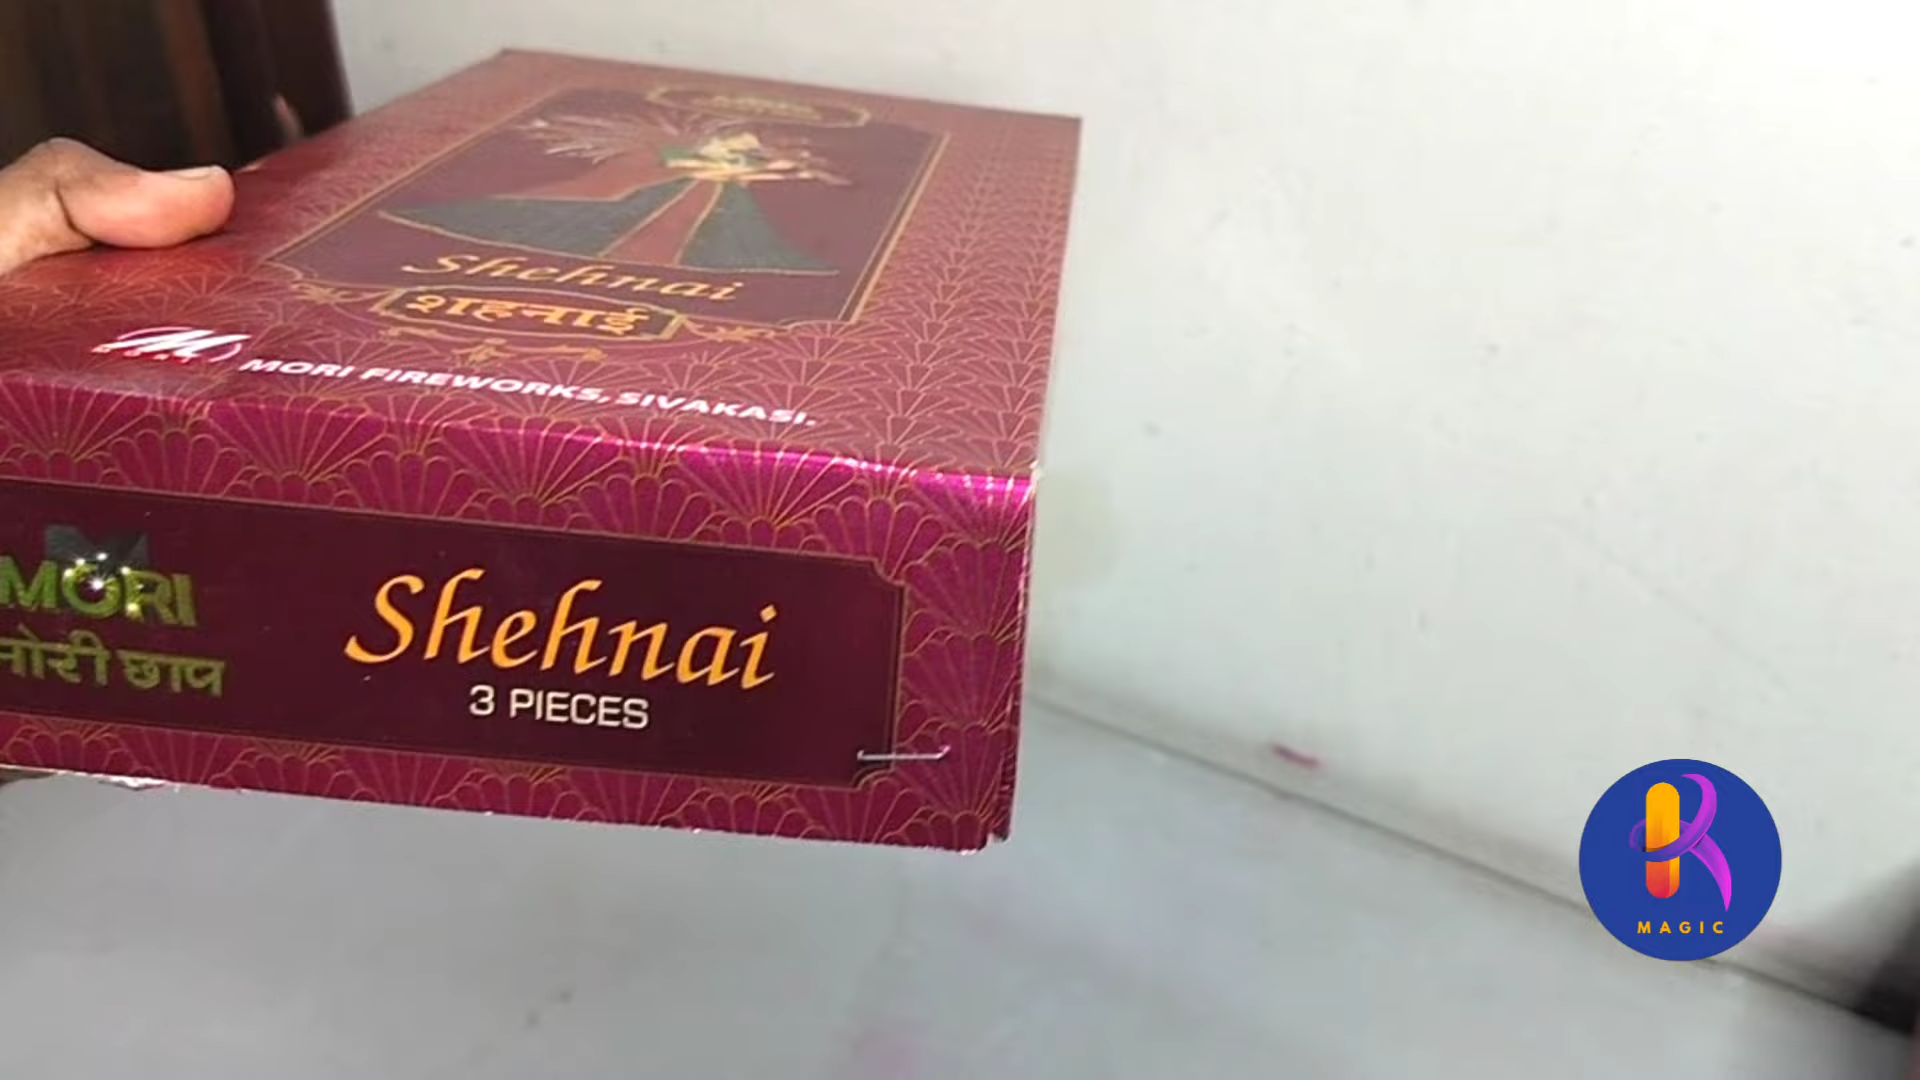 Shehnai
शहनाई
MORI FIREWORKS, SIVAKASI.
MORI
मोरी छाप
Shehnai
3 PIECES
MAGIC